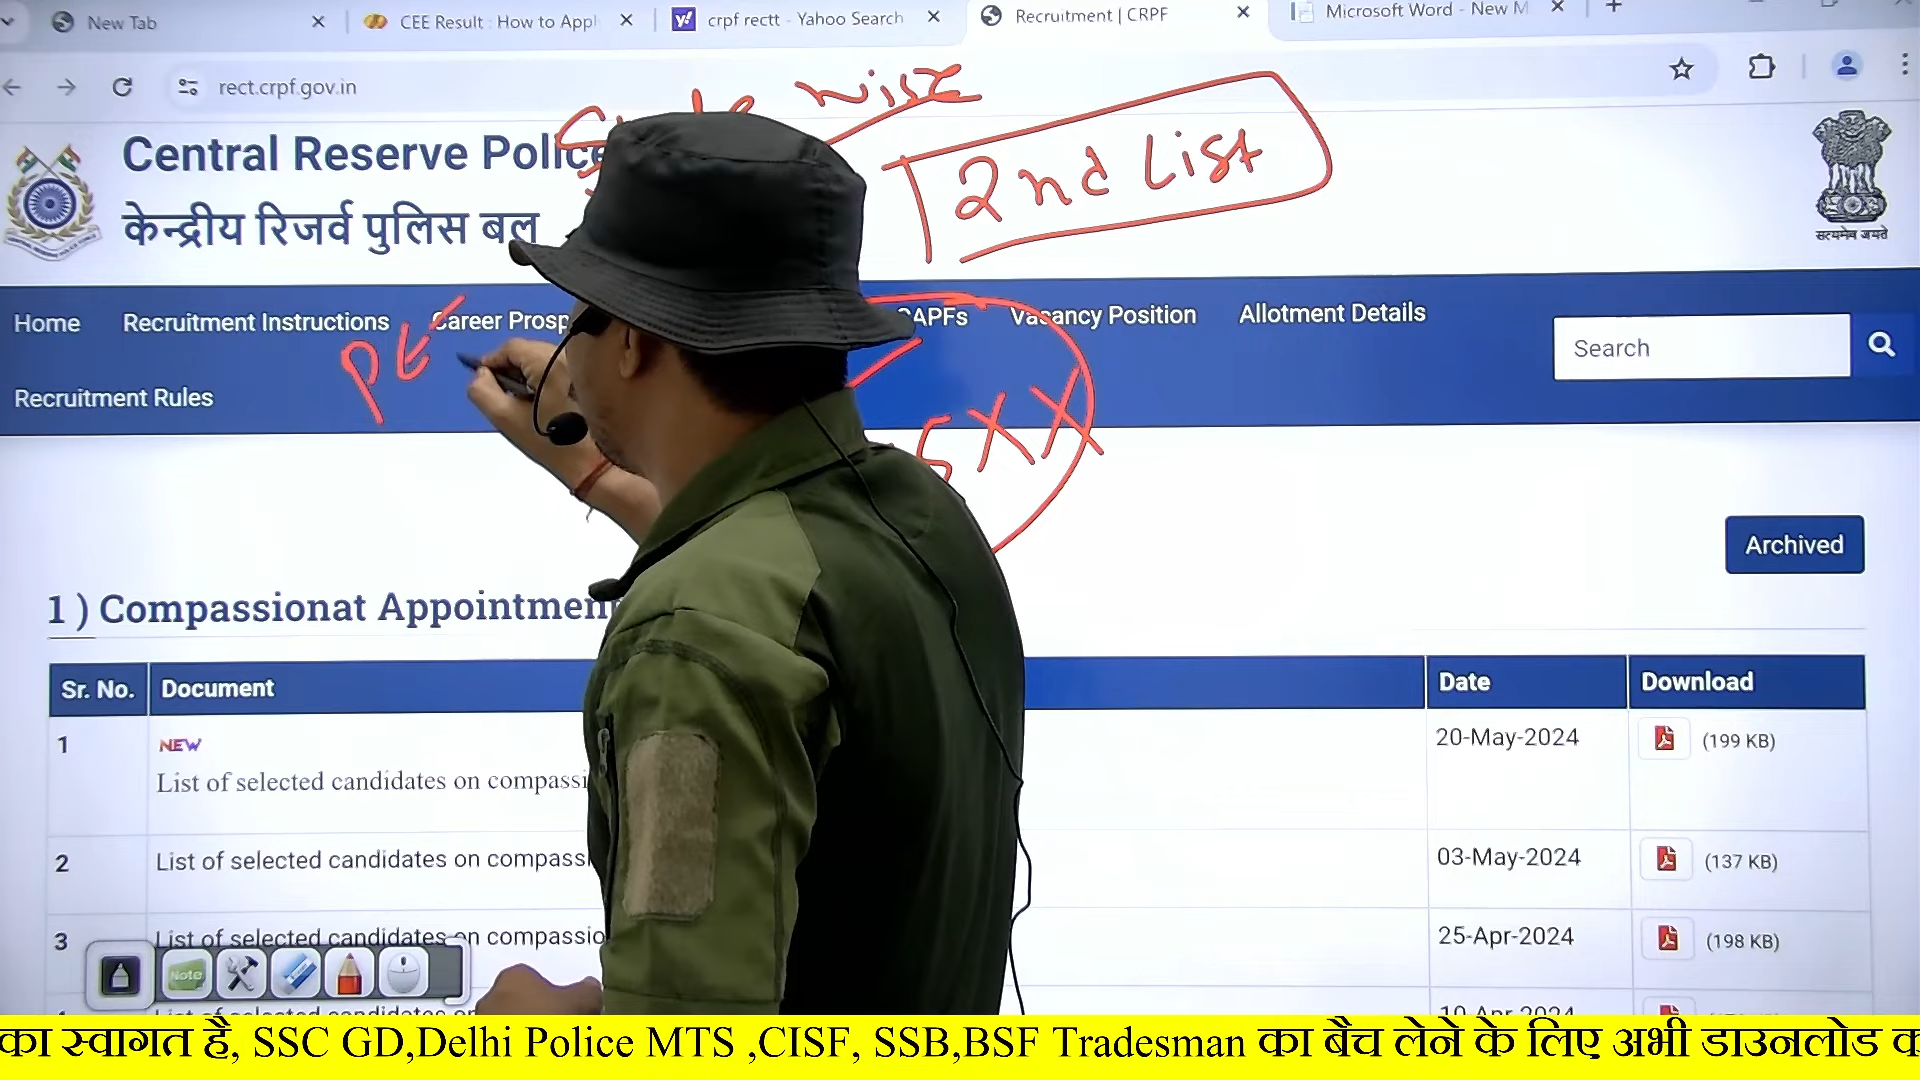 New Tab
CEE Result : How to Appl
crpf rectt - Yahoo Search
Recruitment | CRPF
Microsoft Word - New M
rect.crpf.gov.in
wise
2nd List
Central Reserve Police
केन्द्रीय रिजर्व पुलिस बल
सत्यमेव जयते
Home
Recruitment Instructions
Career Prosp
CAPFs
Vacancy Position
Allotment Details
Search
PE
5XX
Recruitment Rules
Archived
1 ) Compassionat Appointmen
Sr. No.
Document
Date
Download
1
NEW
List of selected candidates on compassi
20-May-2024
(199 KB)
2
List of selected candidates on compassi
03-May-2024
(137 KB)
3
List of selected candidates on compassio
25-Apr-2024
(198 KB)
Note
का स्वागत है, SSC GD,Delhi Police MTS ,CISF, SSB,BSF Tradesman का बैच लेने के लिए अभी डाउनलोड क